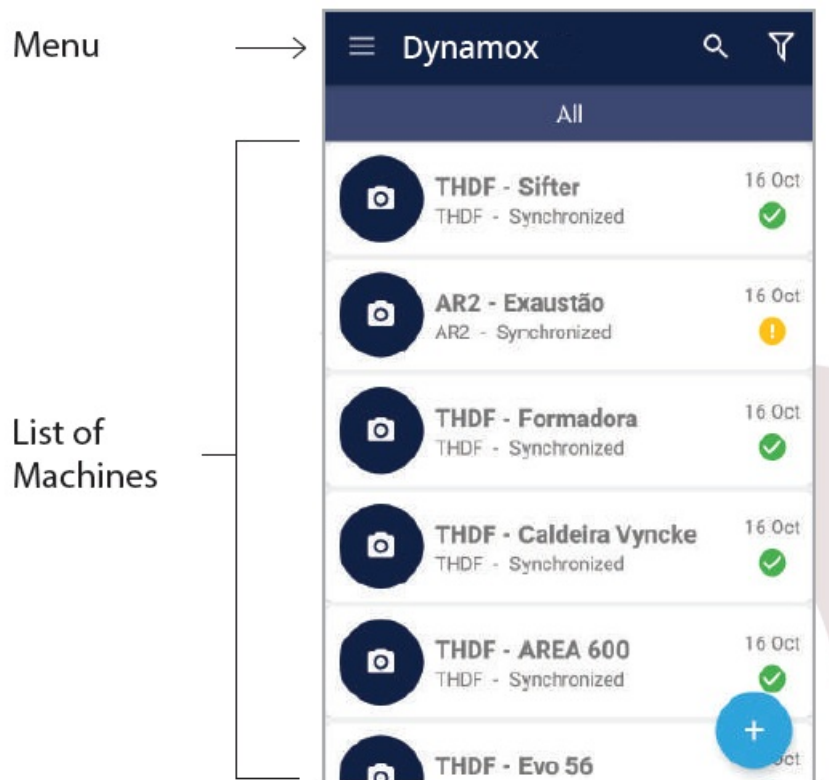 Menu
Dynamox
All
THDF - Sifter
16 Oct
THDF - Synchronized
AR2 - Exaustão
16 Oct
AR2 - Synchronized
List of
Machines
THDF - Formadora
16 Oct
THDF - Synchronized
THDF - Caldeira Vyncke
16 Oct
THDF - Synchronized
THDF - AREA 600
16 Oct
THDF - Synchronized
THDF - Evo 56